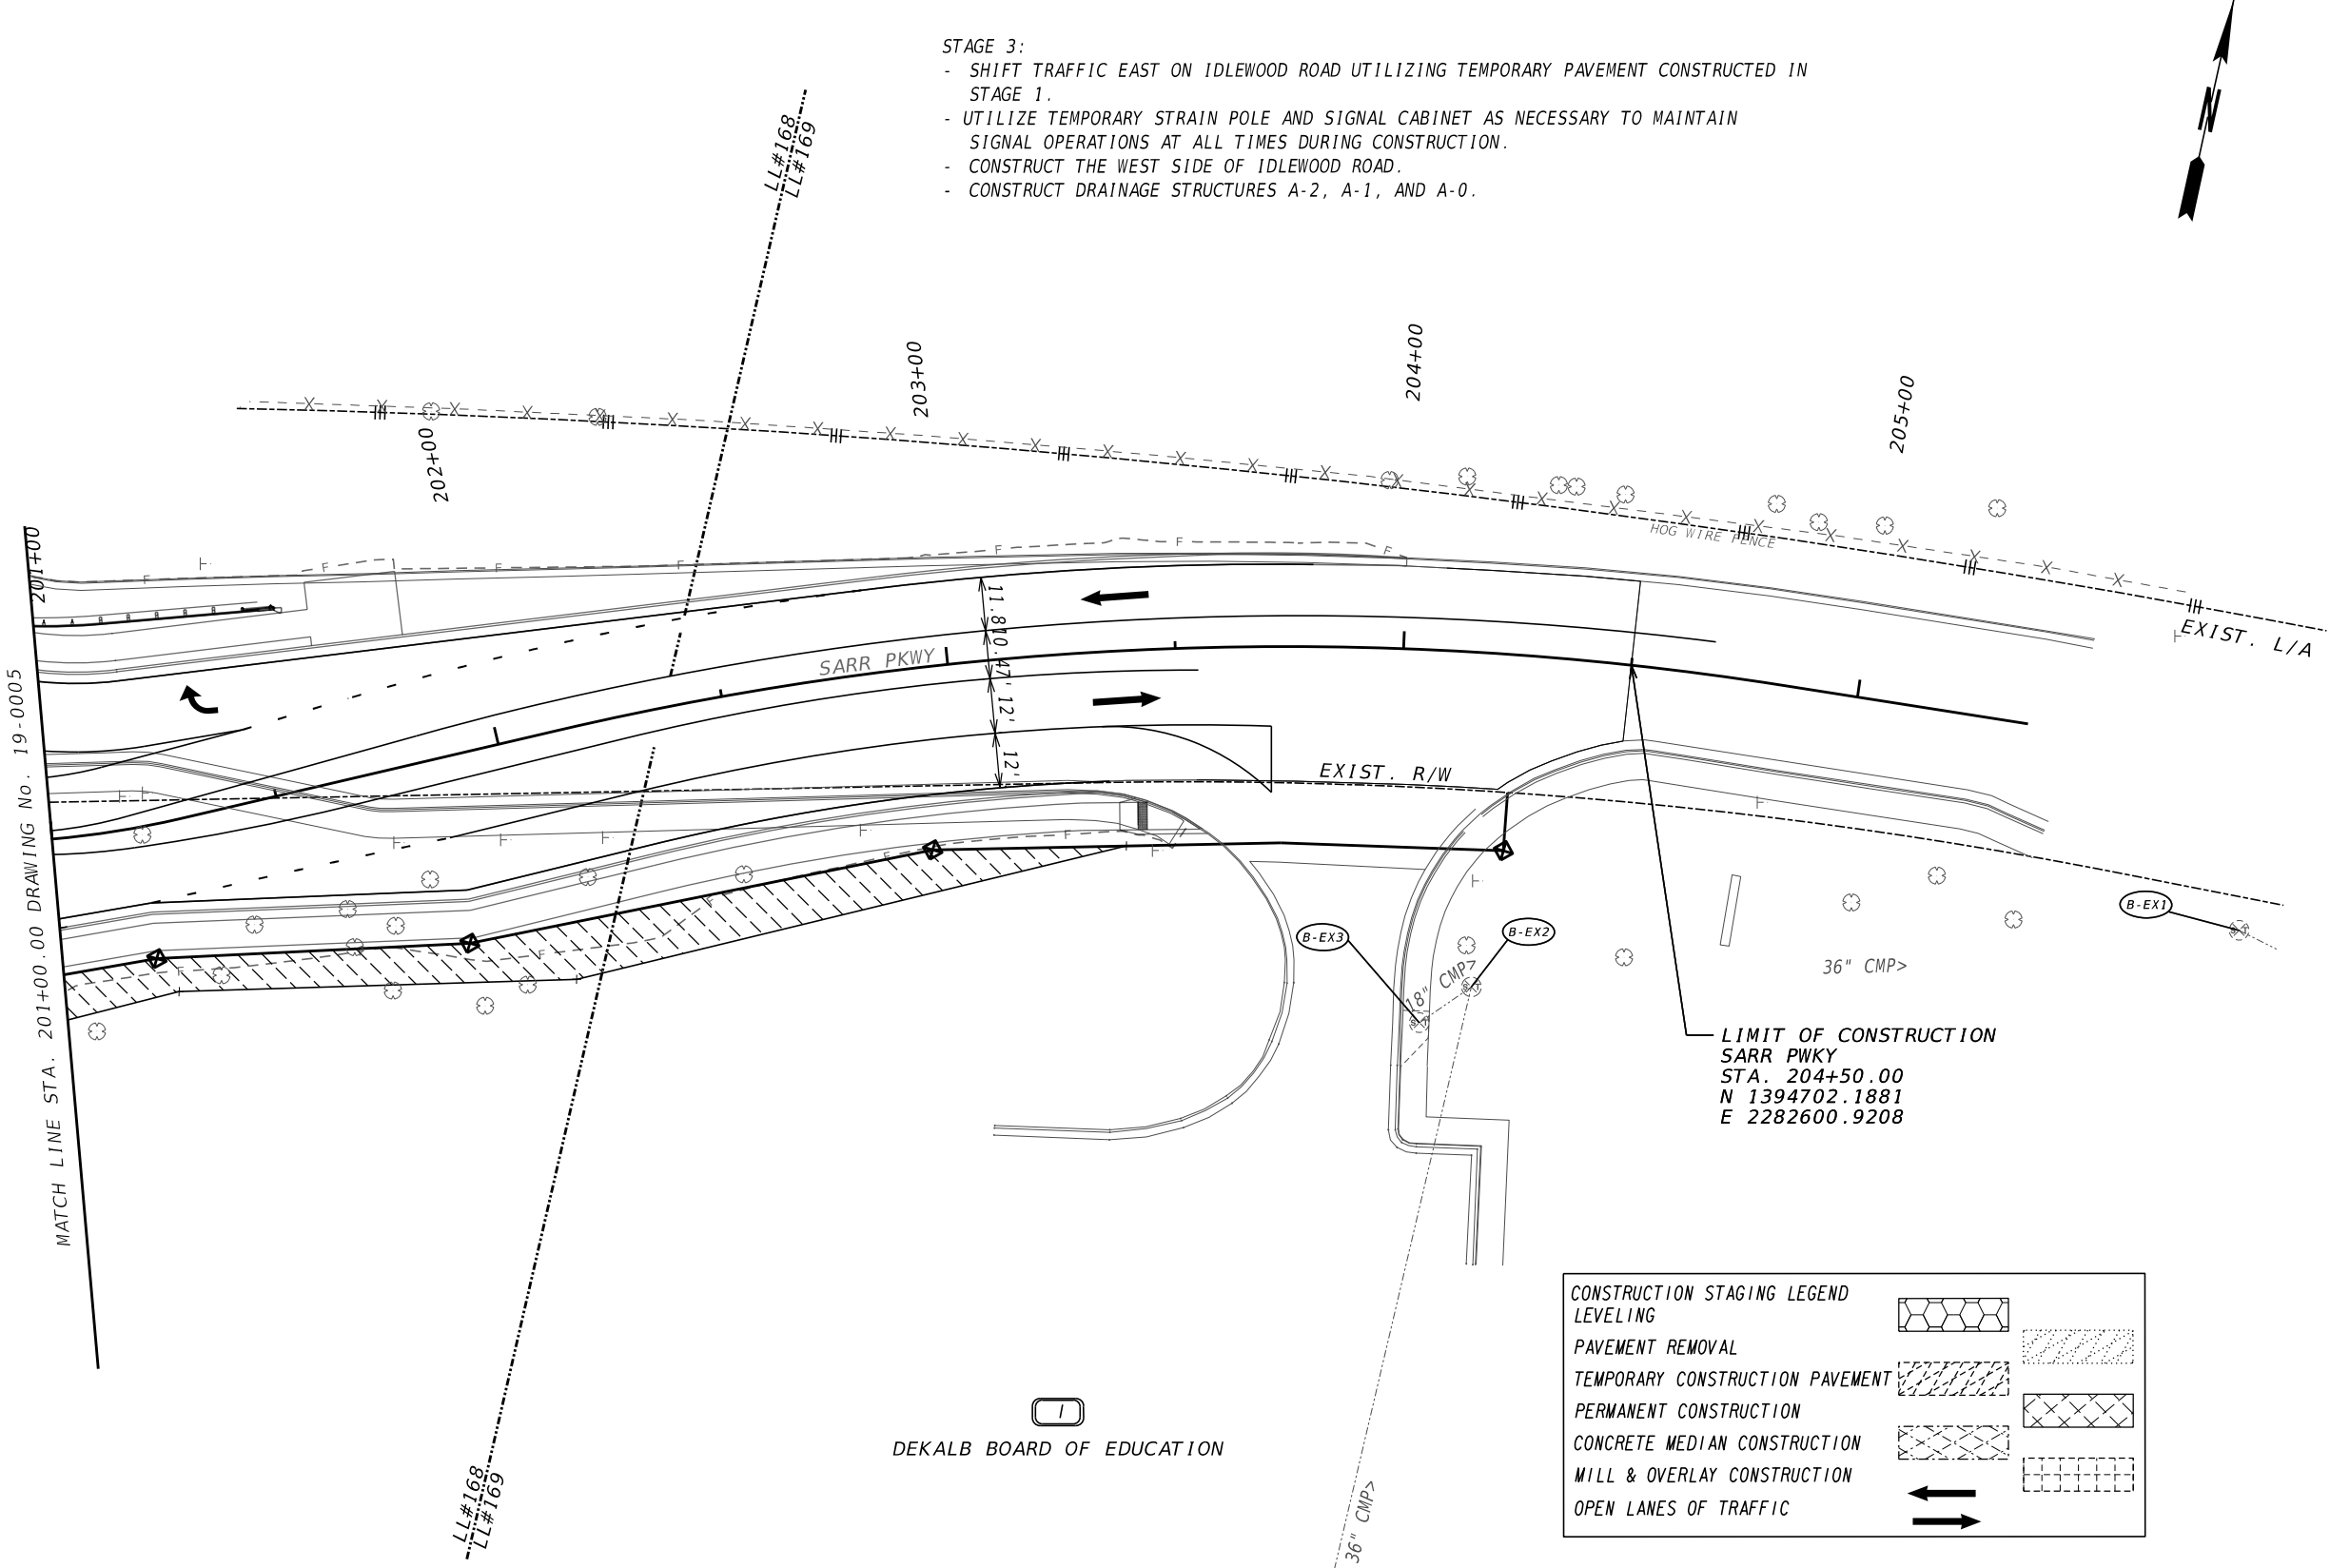 STAGE 3:
- SHIFT TRAFFIC EAST ON IDLEWOOD ROAD UTILIZING TEMPORARY PAVEMENT CONSTRUCTED IN
STAGE 1.
- UTILIZE TEMPORARY STRAIN POLE AND SIGNAL CABINET AS NECESSARY TO MAINTAIN
SIGNAL OPERATIONS AT ALL TIMES DURING CONSTRUCTION.
- CONSTRUCT THE WEST SIDE OF IDLEWOOD ROAD.
- CONSTRUCT DRAINAGE STRUCTURES A-2, A-1, AND A-0.
N
LL#168
LL#169
201+00
202+00
203+00
204+00
205+00
HOG WIRE FENCE
EXIST. L/A
SARR PKWY
11.8
10.47'
12'
12'
EXIST. R/W
MATCH LINE STA. 201+00.00 DRAWING No. 19-0005
B-EX1
B-EX2
B-EX3
18" CMP>
36" CMP>
LIMIT OF CONSTRUCTION
SARR PWKY
STA. 204+50.00
N 1394702.1881
E 2282600.9208
LL#168
LL#169
1
DEKALB BOARD OF EDUCATION
36" CMP>
CONSTRUCTION STAGING LEGEND
LEVELING
PAVEMENT REMOVAL
TEMPORARY CONSTRUCTION PAVEMENT
PERMANENT CONSTRUCTION
CONCRETE MEDIAN CONSTRUCTION
MILL & OVERLAY CONSTRUCTION
OPEN LANES OF TRAFFIC